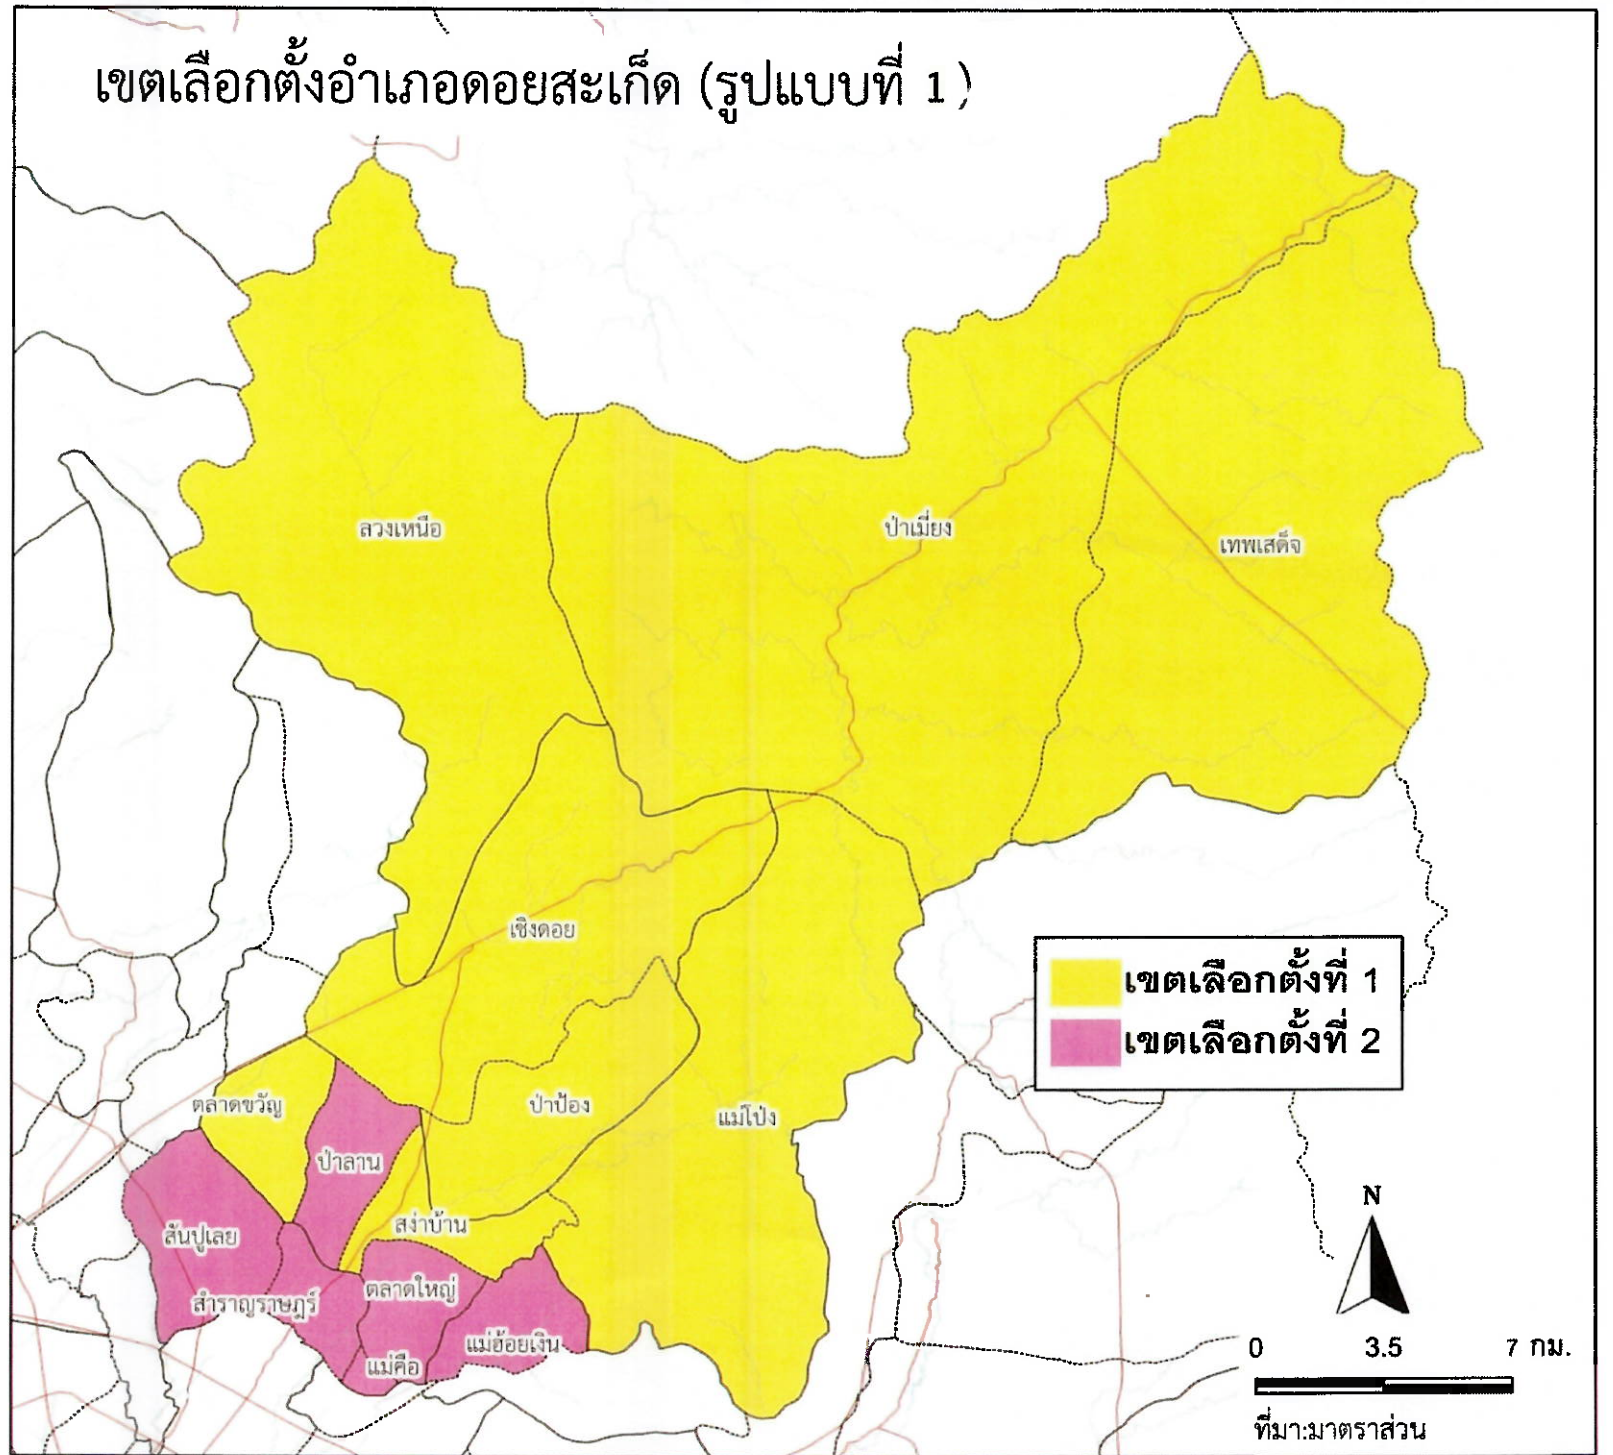 เขตเลือกตั้งอำเภอดอยสะเก็ด (รูปแบบที่ 1)
ลวงเหนือ
ป่าเมี่ยง
เทพเสด็จ
เชิงดอย
เขตเลือกตั้งที่ 1
เขตเลือกตั้งที่ 2
ตลาดขวัญ
ป่าป้อง
แม่โป่ง
ป่าลาน
สันปูเลย
สง่าบ้าน
สำราญราษฎร์
ตลาดใหญ่
แม่ฮ้อยเงิน
แม่คือ
N
0 3.5 7 กม.
ที่มา:มาตราส่วน